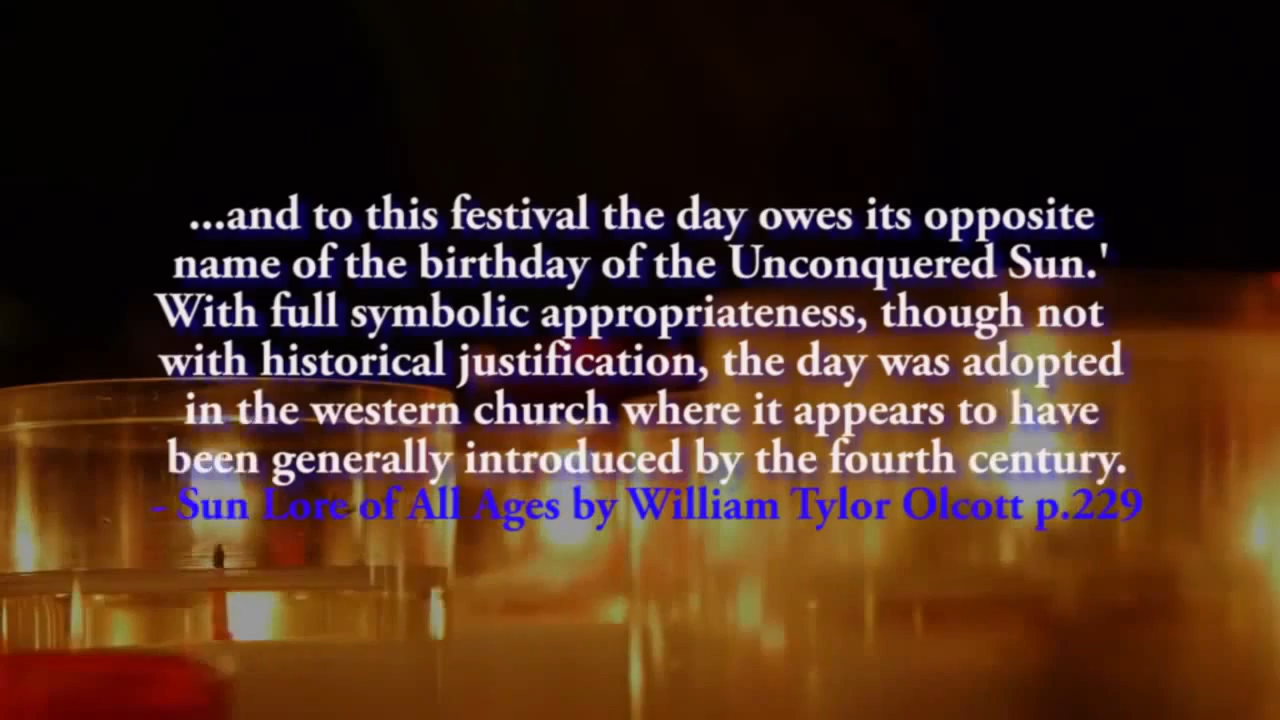 ...and to this festival the day owes its opposite
name of the birthday of the Unconquered Sun.'
With full symbolic appropriateness, though not
with historical justification, the day was adopted
in the western church where it appears to have
been generally introduced by the fourth century.
- Sun Lore of All Ages by William Tylor Olcott p.229